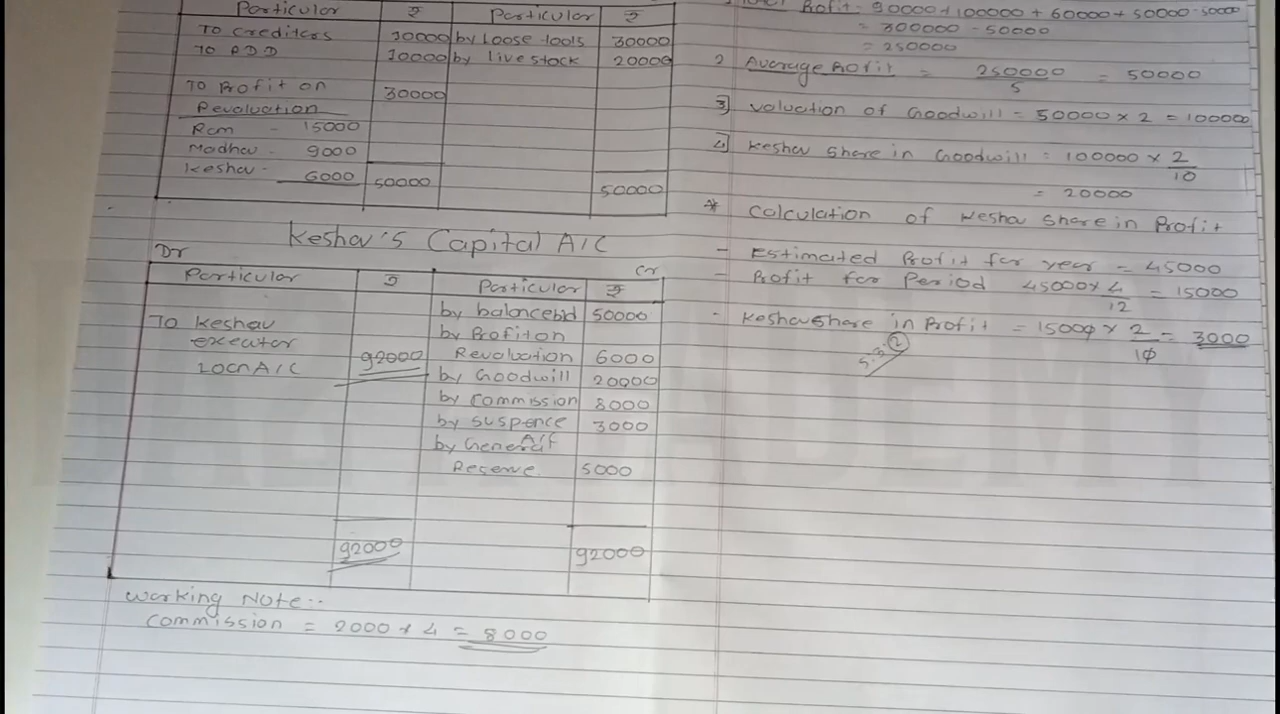 Particular ₹ Particular ₹
To Crediters 10000 by Loose tools 30000
To RDD 10000 by live stock 20000
To Profit on 30000
Revaluation
Ram - 15000
Madhav - 9000
Keshav - 6000 50000 50000
Keshav's Capital A/C
Dr Cr
Particular ₹ Particular ₹
by balance b/d 50000
To Keshav by Profit on
executor Revaluation 6000
Loan A/C 92000 by Goodwill 20000
by Commission 8000
by suspence A/c 3000
by General
Reserve 5000
92000 92000
Working Note..
Commission = 2000 x 4 = 8000
Profit = 90000 + 100000 + 60000 + 50000 - 50000
= 300000 - 50000
= 250000
2 Average Profit = 250000/5 = 50000
3] valuation of Goodwill = 50000 x 2 = 100000
4] Keshav share in Goodwill = 100000 x 2/10
= 20000
* Calculation of Keshav share in Profit
- Estimated Profit for year = 45000
- Profit for Period 45000 x 4/12 = 15000
- Keshav share in Profit = 15000 x 2/10 = 3000
5:3:2